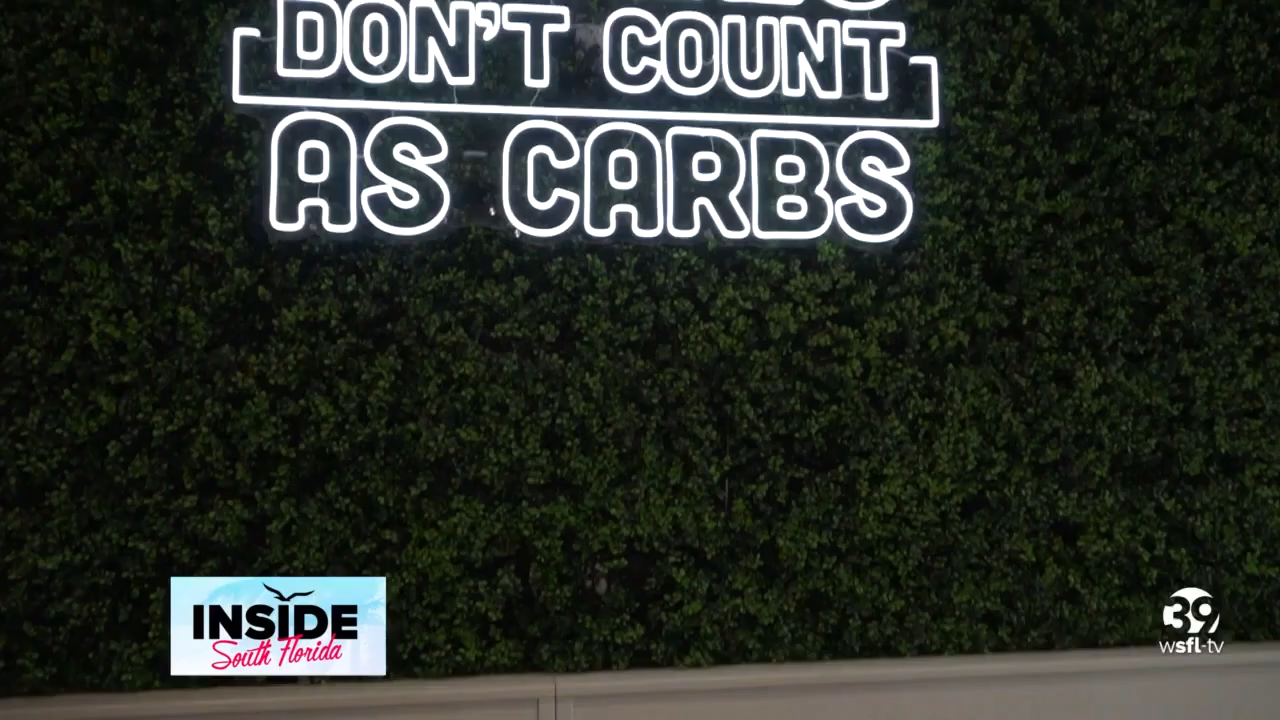 DON'T COUNT
AS CARBS
INSIDE
South Florida
39
wsfl-tv